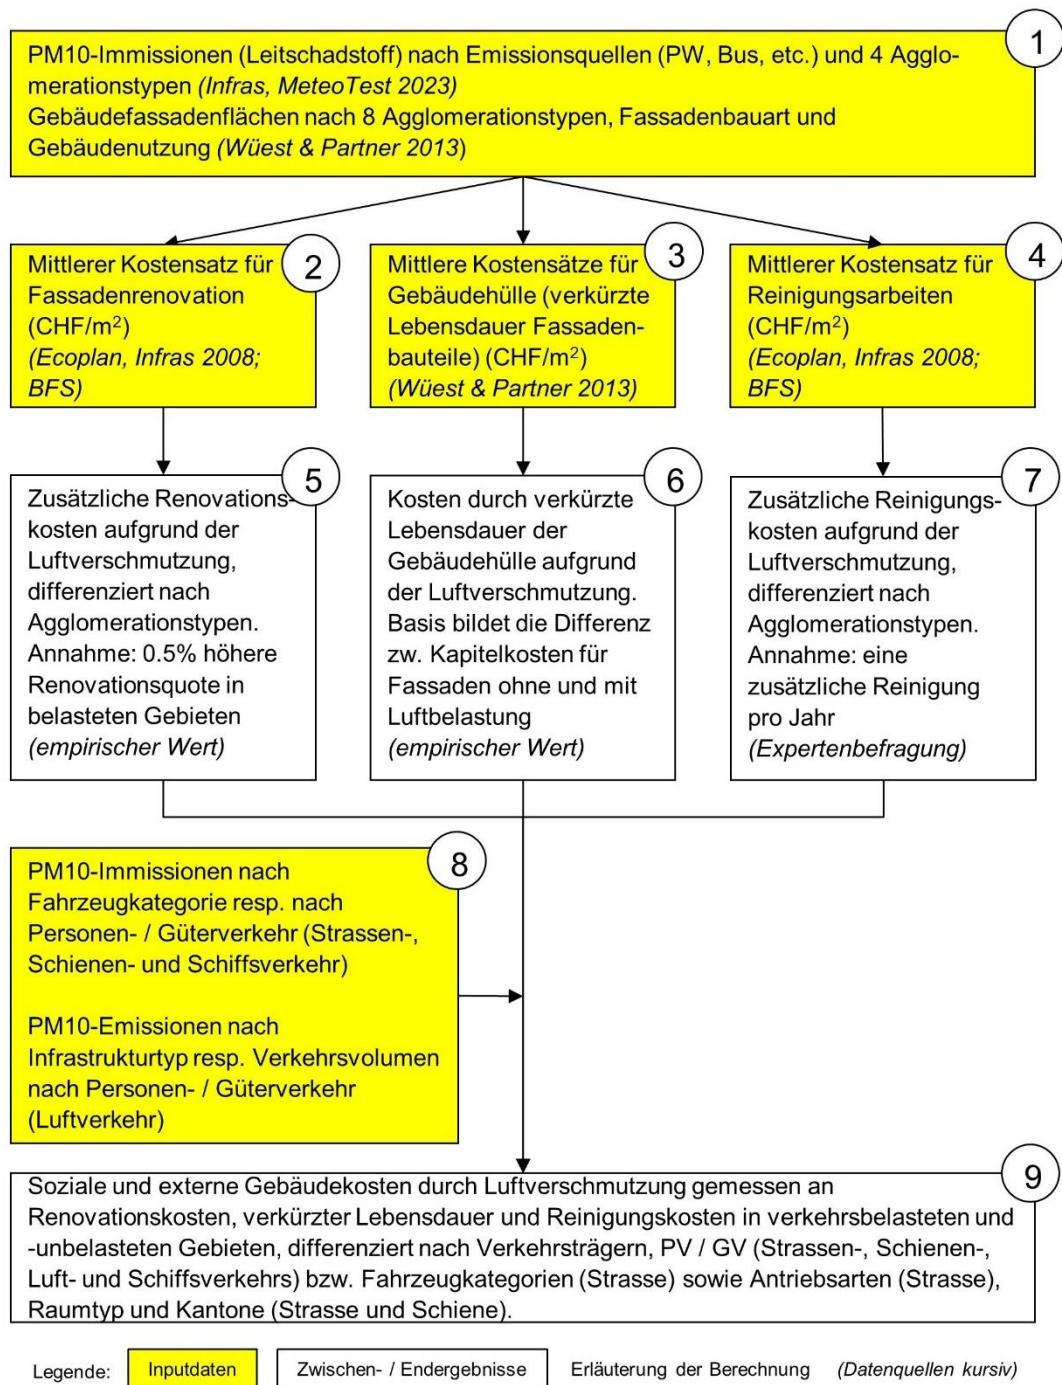 1
PM10-Immissionen (Leitschadstoff) nach Emissionsquellen (PW, Bus, etc.) und 4 Agglo-
merationstypen (Infras, MeteoTest 2023)
Gebäudefassadenflächen nach 8 Agglomerationstypen, Fassadenbauart und
Gebäudenutzung (Wüest & Partner 2013)
2
Mittlerer Kostensatz für
Fassadenrenovation
(CHF/m²)
(Ecoplan, Infras 2008;
BFS)
3
Mittlere Kostensätze für
Gebäudehülle (verkürzte
Lebensdauer Fassaden-
bauteile) (CHF/m²)
(Wüest & Partner 2013)
4
Mittlerer Kostensatz für
Reinigungsarbeiten
(CHF/m²)
(Ecoplan, Infras 2008;
BFS)
5
Zusätzliche Renovations-
kosten aufgrund der
Luftverschmutzung,
differenziert nach
Agglomerationstypen.
Annahme: 0.5% höhere
Renovationsquote in
belasteten Gebieten
(empirischer Wert)
6
Kosten durch verkürzte
Lebensdauer der
Gebäudehülle aufgrund
der Luftverschmutzung.
Basis bildet die Differenz
zw. Kapitelkosten für
Fassaden ohne und mit
Luftbelastung
(empirischer Wert)
7
Zusätzliche Reinigungs-
kosten aufgrund der
Luftverschmutzung,
differenziert nach
Agglomerationstypen.
Annahme: eine
zusätzliche Reinigung
pro Jahr
(Expertenbefragung)
8
PM10-Immissionen nach
Fahrzeugkategorie resp. nach
Personen- / Güterverkehr (Strassen-,
Schienen- und Schiffsverkehr)
PM10-Emissionen nach
Infrastrukturtyp resp. Verkehrsvolumen
nach Personen- / Güterverkehr
(Luftverkehr)
9
Soziale und externe Gebäudekosten durch Luftverschmutzung gemessen an
Renovationskosten, verkürzter Lebensdauer und Reinigungskosten in verkehrsbelasteten und
-unbelasteten Gebieten, differenziert nach Verkehrsträgern, PV / GV (Strassen-, Schienen-,
Luft- und Schiffsverkehrs) bzw. Fahrzeugkategorien (Strasse) sowie Antriebsarten (Strasse),
Raumtyp und Kantone (Strasse und Schiene).
Legende: Inputdaten Zwischen- / Endergebnisse Erläuterung der Berechnung (Datenquellen kursiv)